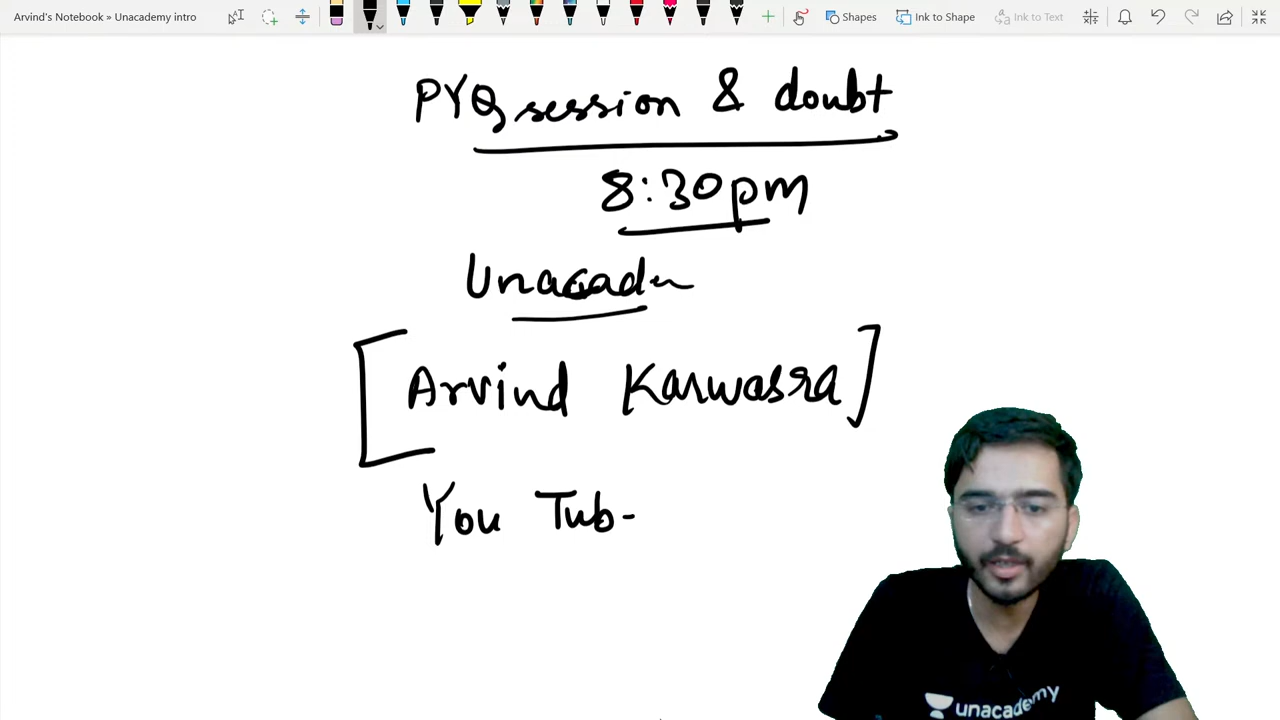 Arvind's Notebook » Unacademy intro
Shapes
Ink to Shape
Ink to Text
PYQ session & doubt
8:30pm
Unacade
[Arvind Karwasra]
You Tub-
unacademy